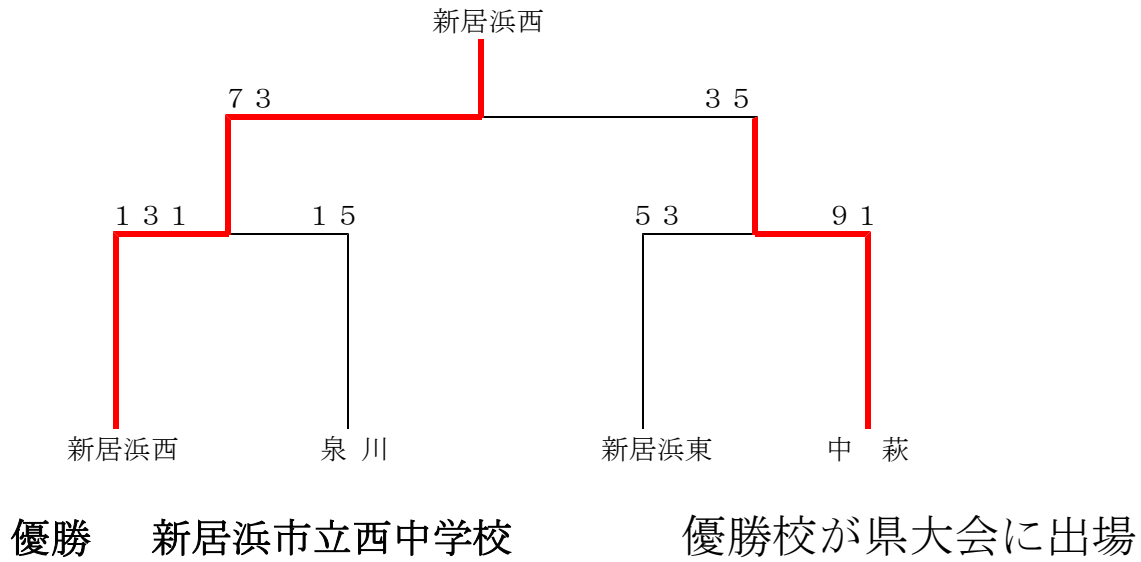 新居浜西
７３　３５
１３１　１５　５３　９１
新居浜西　泉 川　新居浜東　中　萩
優勝　新居浜市立西中学校　優勝校が県大会に出場